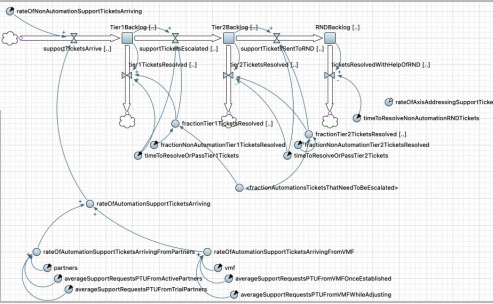 rateOfNonAutomationSupportTicketsArriving
Tier1Backlog [..]
Tier2Backlog [..]
RNDBacklog [..]
supportTicketsArrive [..]
supportTicketsEscalated [..]
supportTicketsSentToRND [..]
tier1TicketsResolved [..]
tier2TicketsResolved [..]
ticketsResolvedWithHelpOfRND [..]
rateOfAxisAddressingSupportTicke
timeToResolveNonAutomationRNDTickets
fractionTier1TicketsResolved [..]
fractionTier2TicketsResolved [..]
fractionNonAutomationTier1TicketsResolved
fractionNonAutomationTier2TicketsResolved
timeToResolveOrPassTier1Tickets
timeToResolveOrPassTier2Tickets
<fractionAutomationsTicketsThatNeedToBeEscalated>
rateOfAutomationSupportTicketsArriving
rateOfAutomationSupportTicketsArrivingFromPartners
rateOfAutomationSupportTicketsArrivingFromVMF
partners
vmf
averageSupportRequestsPTUFromActivePartners
averageSupportRequestsPTUFromVMFOnceEstablished
averageSupportRequestsPTUFromTrialPartners
averageSupportRequestsPTUFromVMFWhileAdjusting